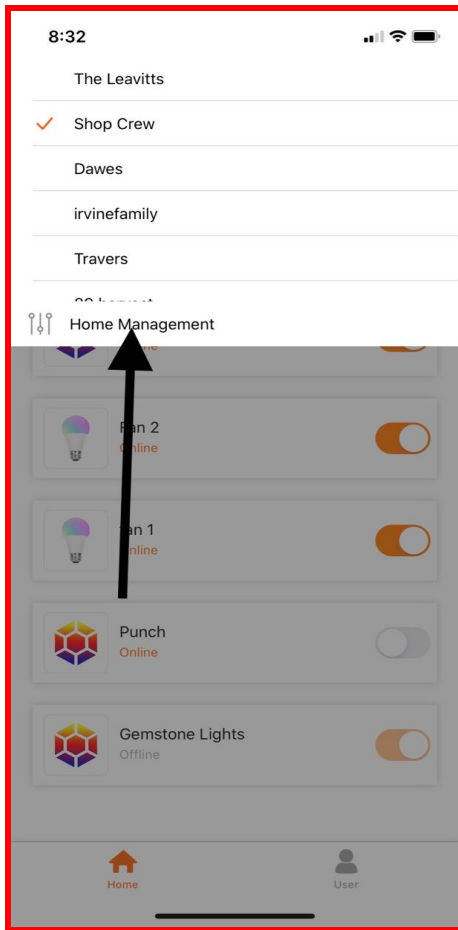 8:32
The Leavitts
Shop Crew
Dawes
irvinefamily
Travers
Home Management
Fan 2
Online
fan 1
Online
Punch
Online
Gemstone Lights
Offline
Home
User